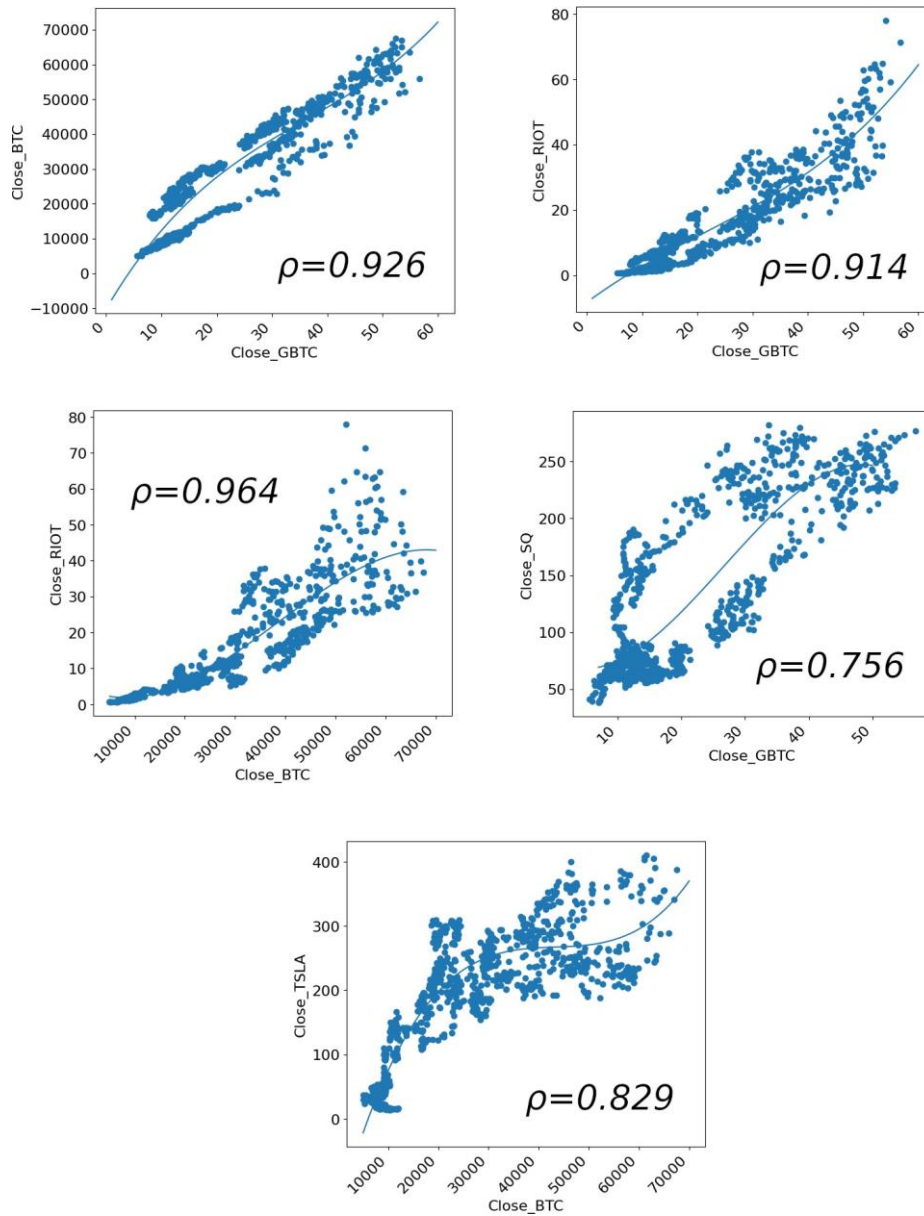 70000
60000
50000
40000
30000
20000
10000
0
−10000
Close_BTC
ρ=0.926
0 10 20 30 40 50 60
Close_GBTC
80
60
40
20
0
Close_RIOT
ρ=0.914
0 10 20 30 40 50 60
Close_GBTC
80
70
60
50
40
30
20
10
0
Close_RIOT
ρ=0.964
10000 20000 30000 40000 50000 60000 70000
Close_BTC
250
200
150
100
50
Close_SQ
ρ=0.756
10 20 30 40 50
Close_GBTC
400
300
200
100
0
Close_TSLA
ρ=0.829
10000 20000 30000 40000 50000 60000 70000
Close_BTC